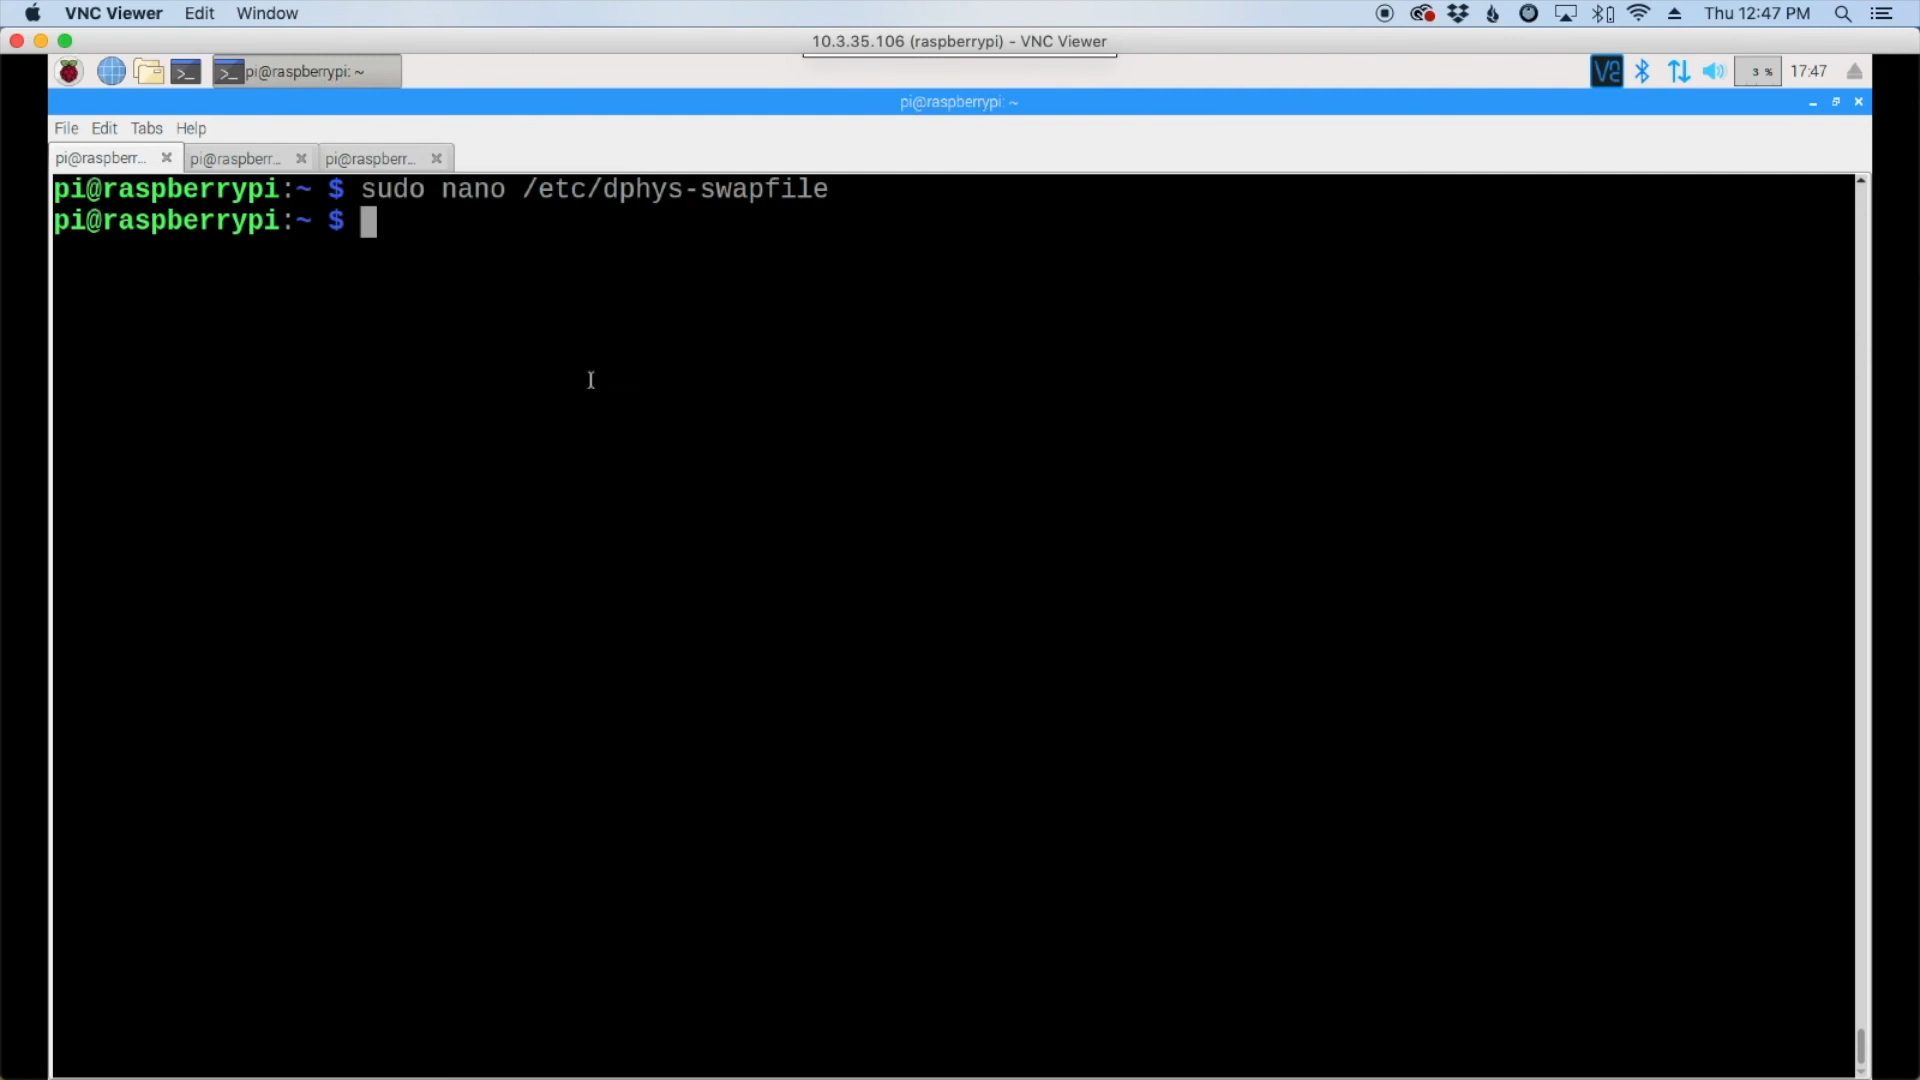 VNC Viewer Edit Window Thu 12:47 PM
10.3.35.106 (raspberrypi) - VNC Viewer
pi@raspberrypi: ~ V2 3 % 17:47
pi@raspberrypi: ~
File Edit Tabs Help
pi@raspberr... pi@raspberr... pi@raspberr...
pi@raspberrypi:~ $ sudo nano /etc/dphys-swapfile
pi@raspberrypi:~ $